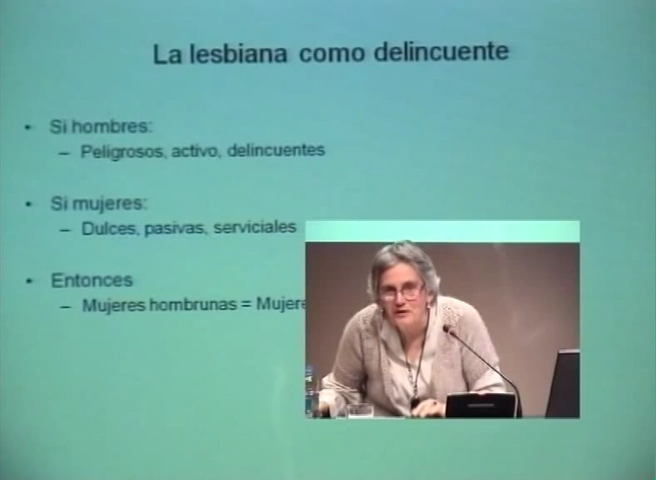 La lesbiana como delincuente
• Si hombres:
– Peligrosos, activo, delincuentes
• Si mujeres:
– Dulces, pasivas, serviciales
• Entonces
– Mujeres hombrunas = Mujere